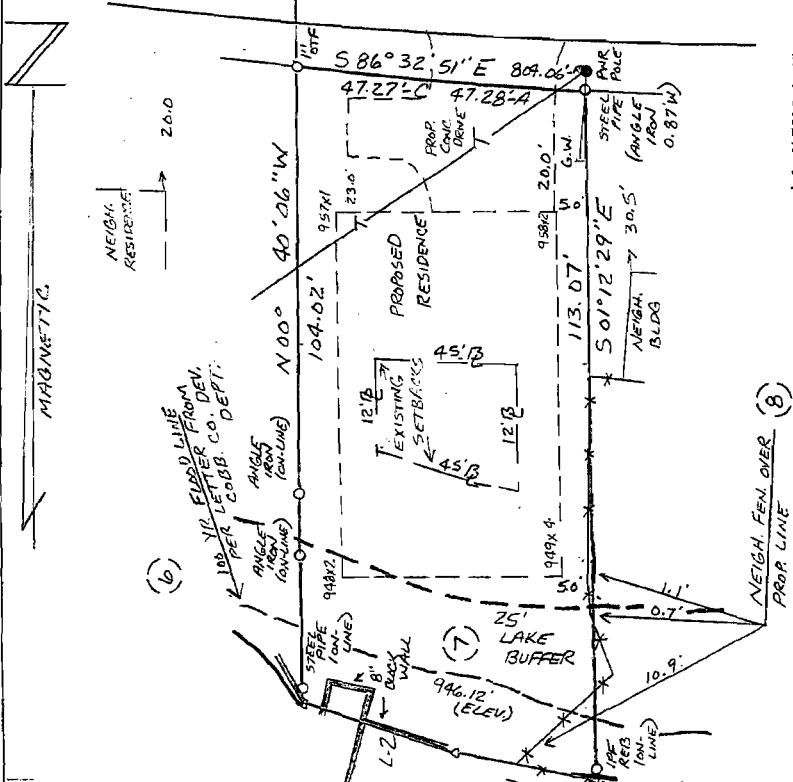 MAGNETIC
20.0
NEIGH.
RESIDENCE
1" OTF
S 86° 32' 51" E
804.06'-A
PWR
POLE
47.27'-C
47.28'-A
STEEL
PIPE
(ANGLE
IRON
0.87'W)
PROP.
CONC.
DRIVE
20.0'
G.W.
23.0'
957x1
958x2
5.0'
N 00° 40' 06" W
104.02'
PROPOSED
RESIDENCE
113.07'
S 01° 12' 29" E
30.5'
NEIGH.
BLDG
EXISTING
SETBACKS
45'B
12'B
12'B
45'B
100 YR. FLOOD LINE
PER LETTER FROM
COBB. CO. DEV.
DEPT.
ANGLE
IRON
(ON-LINE)
ANGLE
IRON
(ON-LINE)
948x2
949x4
5.0'
(6)
(7)
(8)
STEEL
PIPE
(ON-
LINE)
8"
BLOCK
WALL
L-2
25'
LAKE
BUFFER
946.12'
(ELEV.)
1.1'
0.7'
10.9'
NEIGH. FEN. OVER
PROP. LINE
IPF
REB
(ON-
LINE)